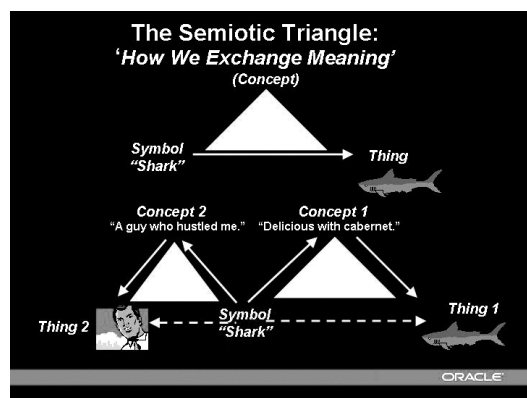 The Semiotic Triangle:
‘How We Exchange Meaning’
(Concept)
Symbol
“Shark”
Thing
Concept 2
“A guy who hustled me.”
Concept 1
“Delicious with cabernet.”
Thing 2
Symbol
“Shark”
Thing 1
ORACLE